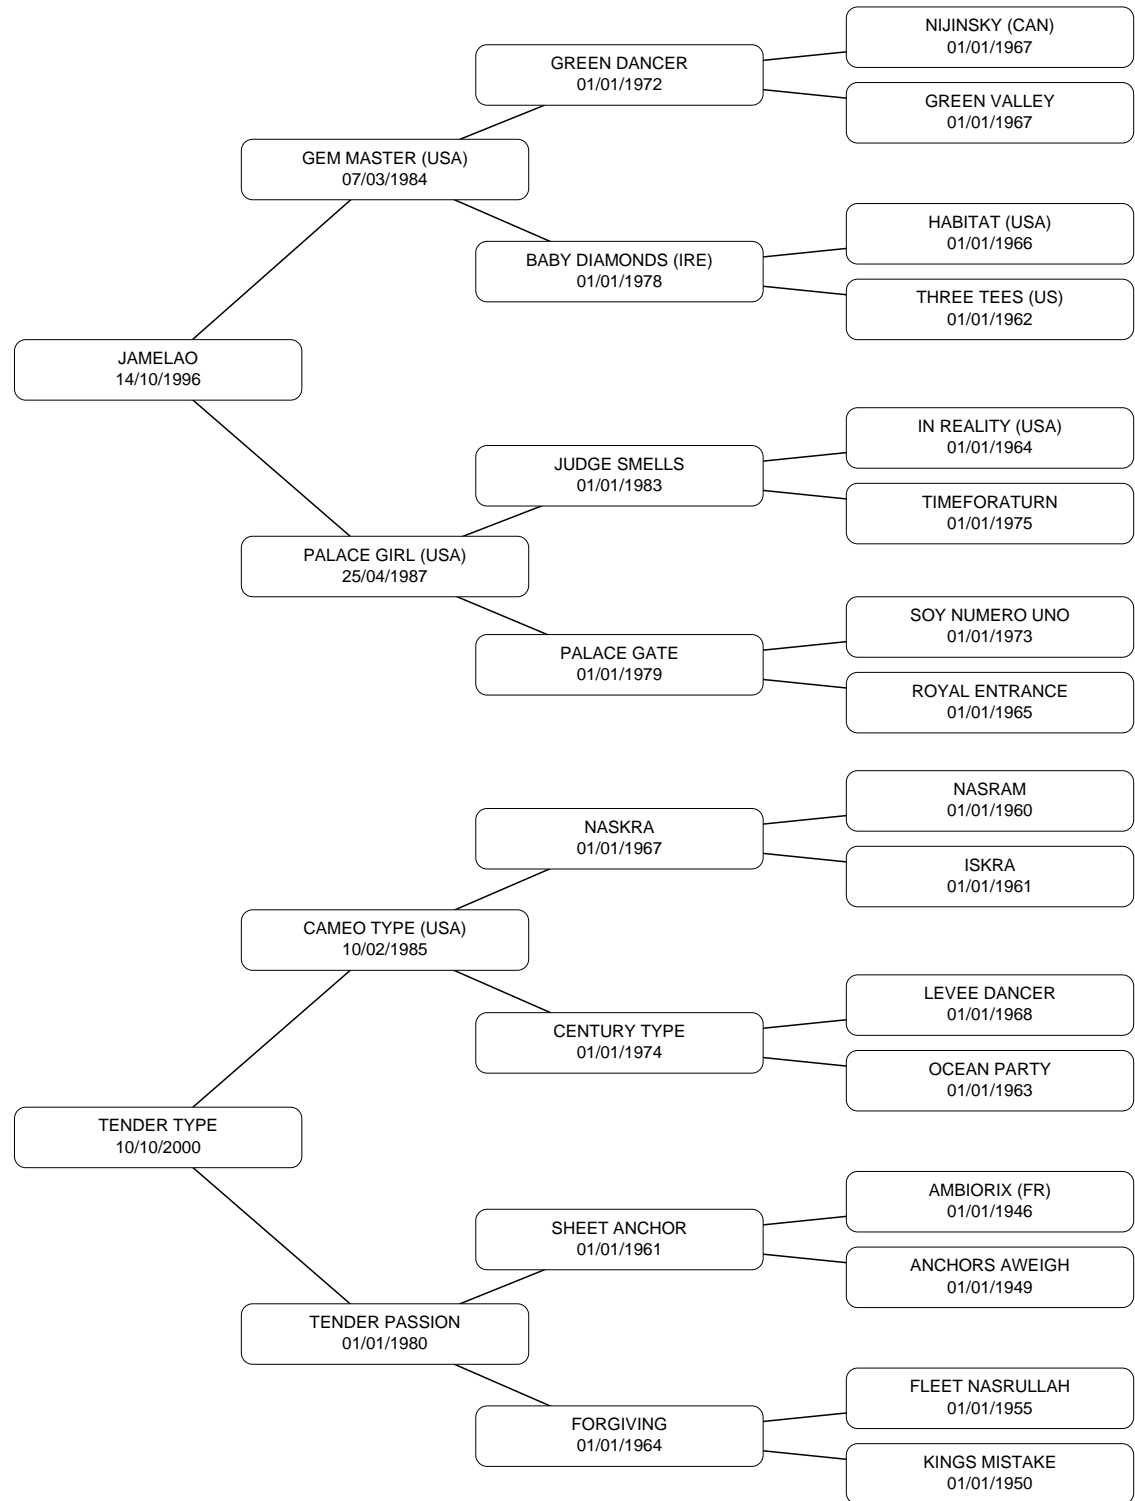 NIJINSKY (CAN)
01/01/1967
GREEN DANCER
01/01/1972
GREEN VALLEY
01/01/1967
GEM MASTER (USA)
07/03/1984
HABITAT (USA)
01/01/1966
BABY DIAMONDS (IRE)
01/01/1978
THREE TEES (US)
01/01/1962
JAMELAO
14/10/1996
IN REALITY (USA)
01/01/1964
JUDGE SMELLS
01/01/1983
TIMEFORATURN
01/01/1975
PALACE GIRL (USA)
25/04/1987
SOY NUMERO UNO
01/01/1973
PALACE GATE
01/01/1979
ROYAL ENTRANCE
01/01/1965
NASRAM
01/01/1960
NASKRA
01/01/1967
ISKRA
01/01/1961
CAMEO TYPE (USA)
10/02/1985
LEVEE DANCER
01/01/1968
CENTURY TYPE
01/01/1974
OCEAN PARTY
01/01/1963
TENDER TYPE
10/10/2000
AMBIORIX (FR)
01/01/1946
SHEET ANCHOR
01/01/1961
ANCHORS AWEIGH
01/01/1949
TENDER PASSION
01/01/1980
FLEET NASRULLAH
01/01/1955
FORGIVING
01/01/1964
KINGS MISTAKE
01/01/1950